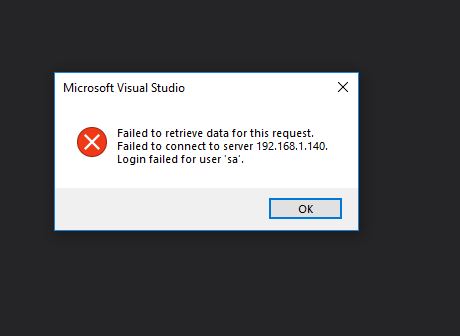 Microsoft Visual Studio
Failed to retrieve data for this request.
Failed to connect to server 192.168.1.140.
Login failed for user 'sa'.
OK